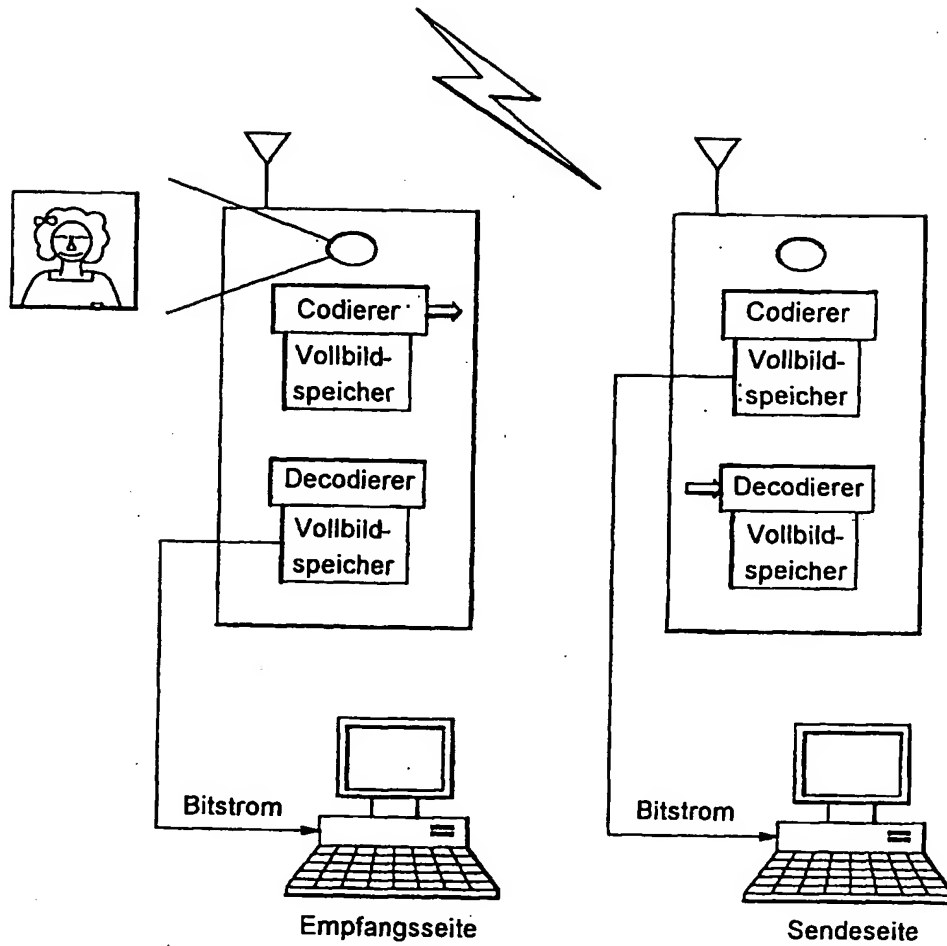 Codierer
Vollbild-
speicher
Decodierer
Vollbild-
speicher
Bitstrom
Empfangsseite
Codierer
Vollbild-
speicher
Decodierer
Vollbild-
speicher
Bitstrom
Sendeseite